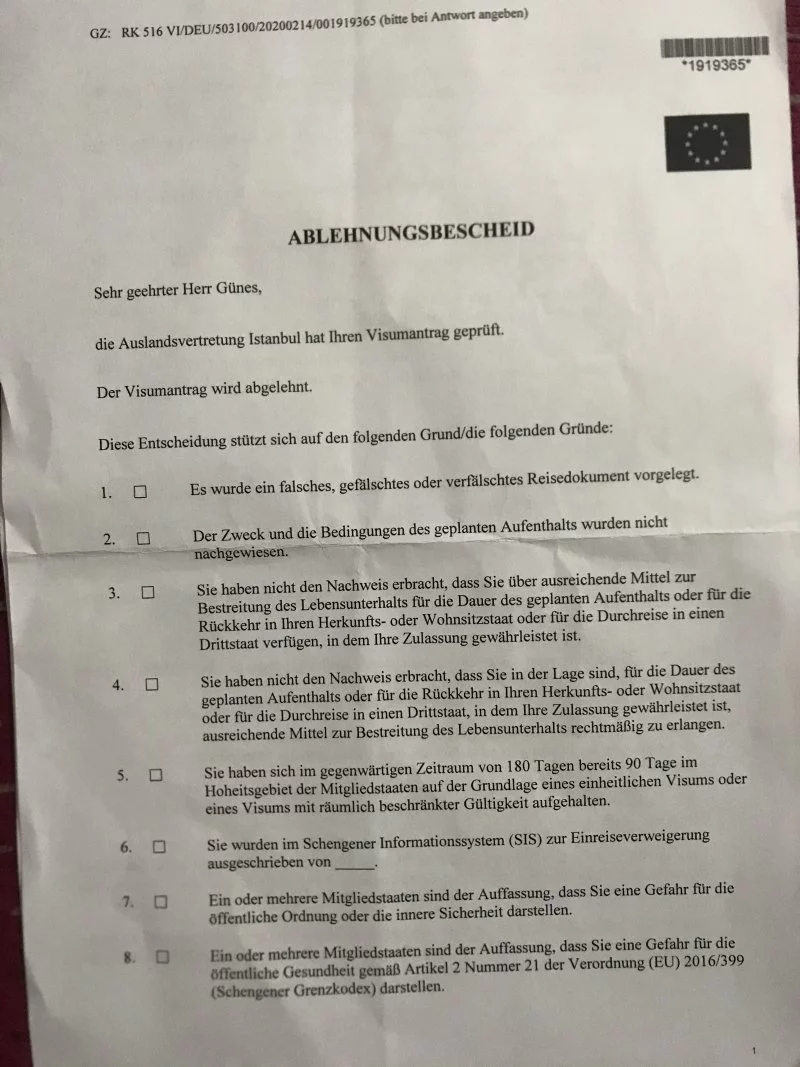 GZ: RK 516 VI/DEU/503100/20200214/001919365 (bitte bei Antwort angeben)
*1919365*
ABLEHNUNGSBESCHEID
Sehr geehrter Herr Günes,
die Auslandsvertretung Istanbul hat Ihren Visumantrag geprüft.
Der Visumantrag wird abgelehnt.
Diese Entscheidung stützt sich auf den folgenden Grund/die folgenden Gründe:
1. ☐ Es wurde ein falsches, gefälschtes oder verfälschtes Reisedokument vorgelegt.
2. ☐ Der Zweck und die Bedingungen des geplanten Aufenthalts wurden nicht
nachgewiesen.
3. ☐ Sie haben nicht den Nachweis erbracht, dass Sie über ausreichende Mittel zur
Bestreitung des Lebensunterhalts für die Dauer des geplanten Aufenthalts oder für die
Rückkehr in Ihren Herkunfts- oder Wohnsitzstaat oder für die Durchreise in einen
Drittstaat verfügen, in dem Ihre Zulassung gewährleistet ist.
4. ☐ Sie haben nicht den Nachweis erbracht, dass Sie in der Lage sind, für die Dauer des
geplanten Aufenthalts oder für die Rückkehr in Ihren Herkunfts- oder Wohnsitzstaat
oder für die Durchreise in einen Drittstaat, in dem Ihre Zulassung gewährleistet ist,
ausreichende Mittel zur Bestreitung des Lebensunterhalts rechtmäßig zu erlangen.
5. ☐ Sie haben sich im gegenwärtigen Zeitraum von 180 Tagen bereits 90 Tage im
Hoheitsgebiet der Mitgliedstaaten auf der Grundlage eines einheitlichen Visums oder
eines Visums mit räumlich beschränkter Gültigkeit aufgehalten.
6. ☐ Sie wurden im Schengener Informationssystem (SIS) zur Einreiseverweigerung
ausgeschrieben von _____.
7. ☐ Ein oder mehrere Mitgliedstaaten sind der Auffassung, dass Sie eine Gefahr für die
öffentliche Ordnung oder die innere Sicherheit darstellen.
8. ☐ Ein oder mehrere Mitgliedstaaten sind der Auffassung, dass Sie eine Gefahr für die
öffentliche Gesundheit gemäß Artikel 2 Nummer 21 der Verordnung (EU) 2016/399
(Schengener Grenzkodex) darstellen.
1